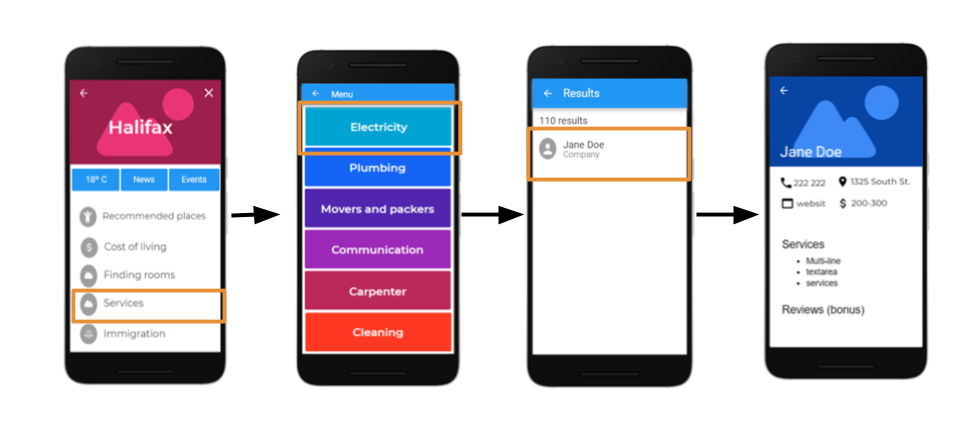 Halifax
18° C News Events
Recommended places
Cost of living
Finding rooms
Services
Immigration
Menu
Electricity
Plumbing
Movers and packers
Communication
Carpenter
Cleaning
Results
110 results
Jane Doe
Company
Jane Doe
222 222 1325 South St.
websit $ 200-300
Services
• Multi-line
• textarea
• services
Reviews (bonus)